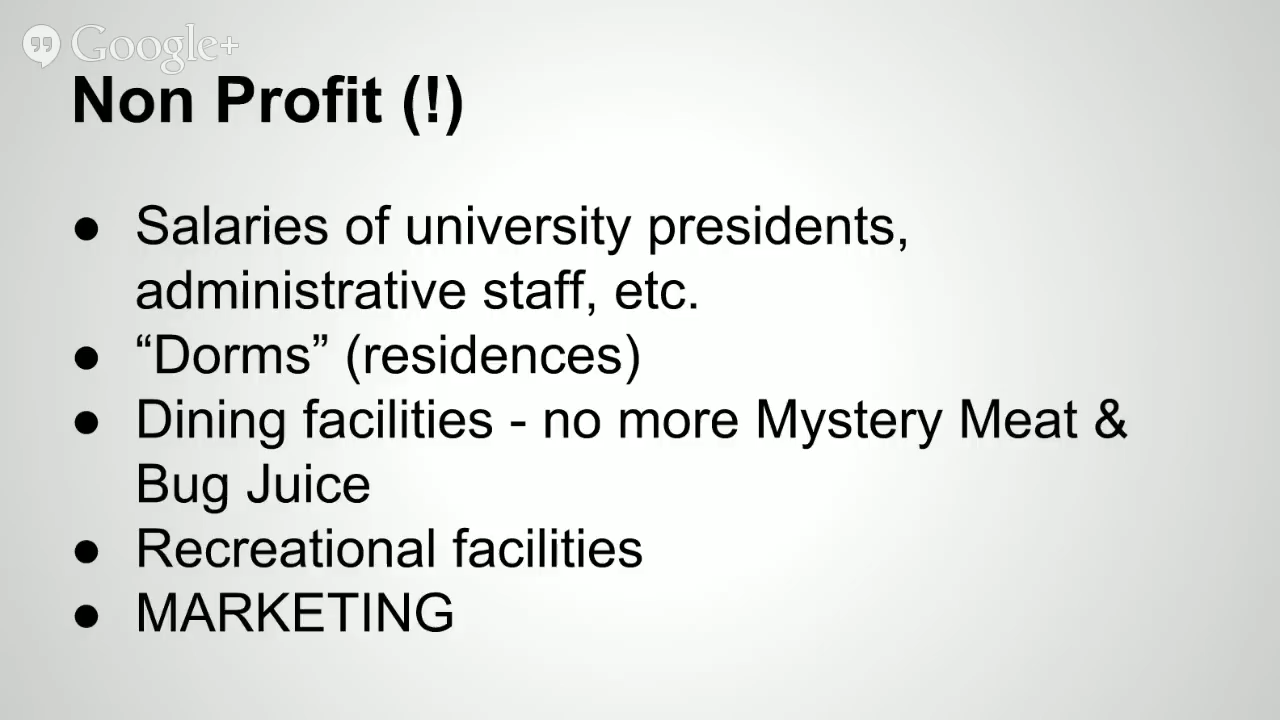 Google+
Non Profit (!)
● Salaries of university presidents,
administrative staff, etc.
● “Dorms” (residences)
● Dining facilities - no more Mystery Meat &
Bug Juice
● Recreational facilities
● MARKETING